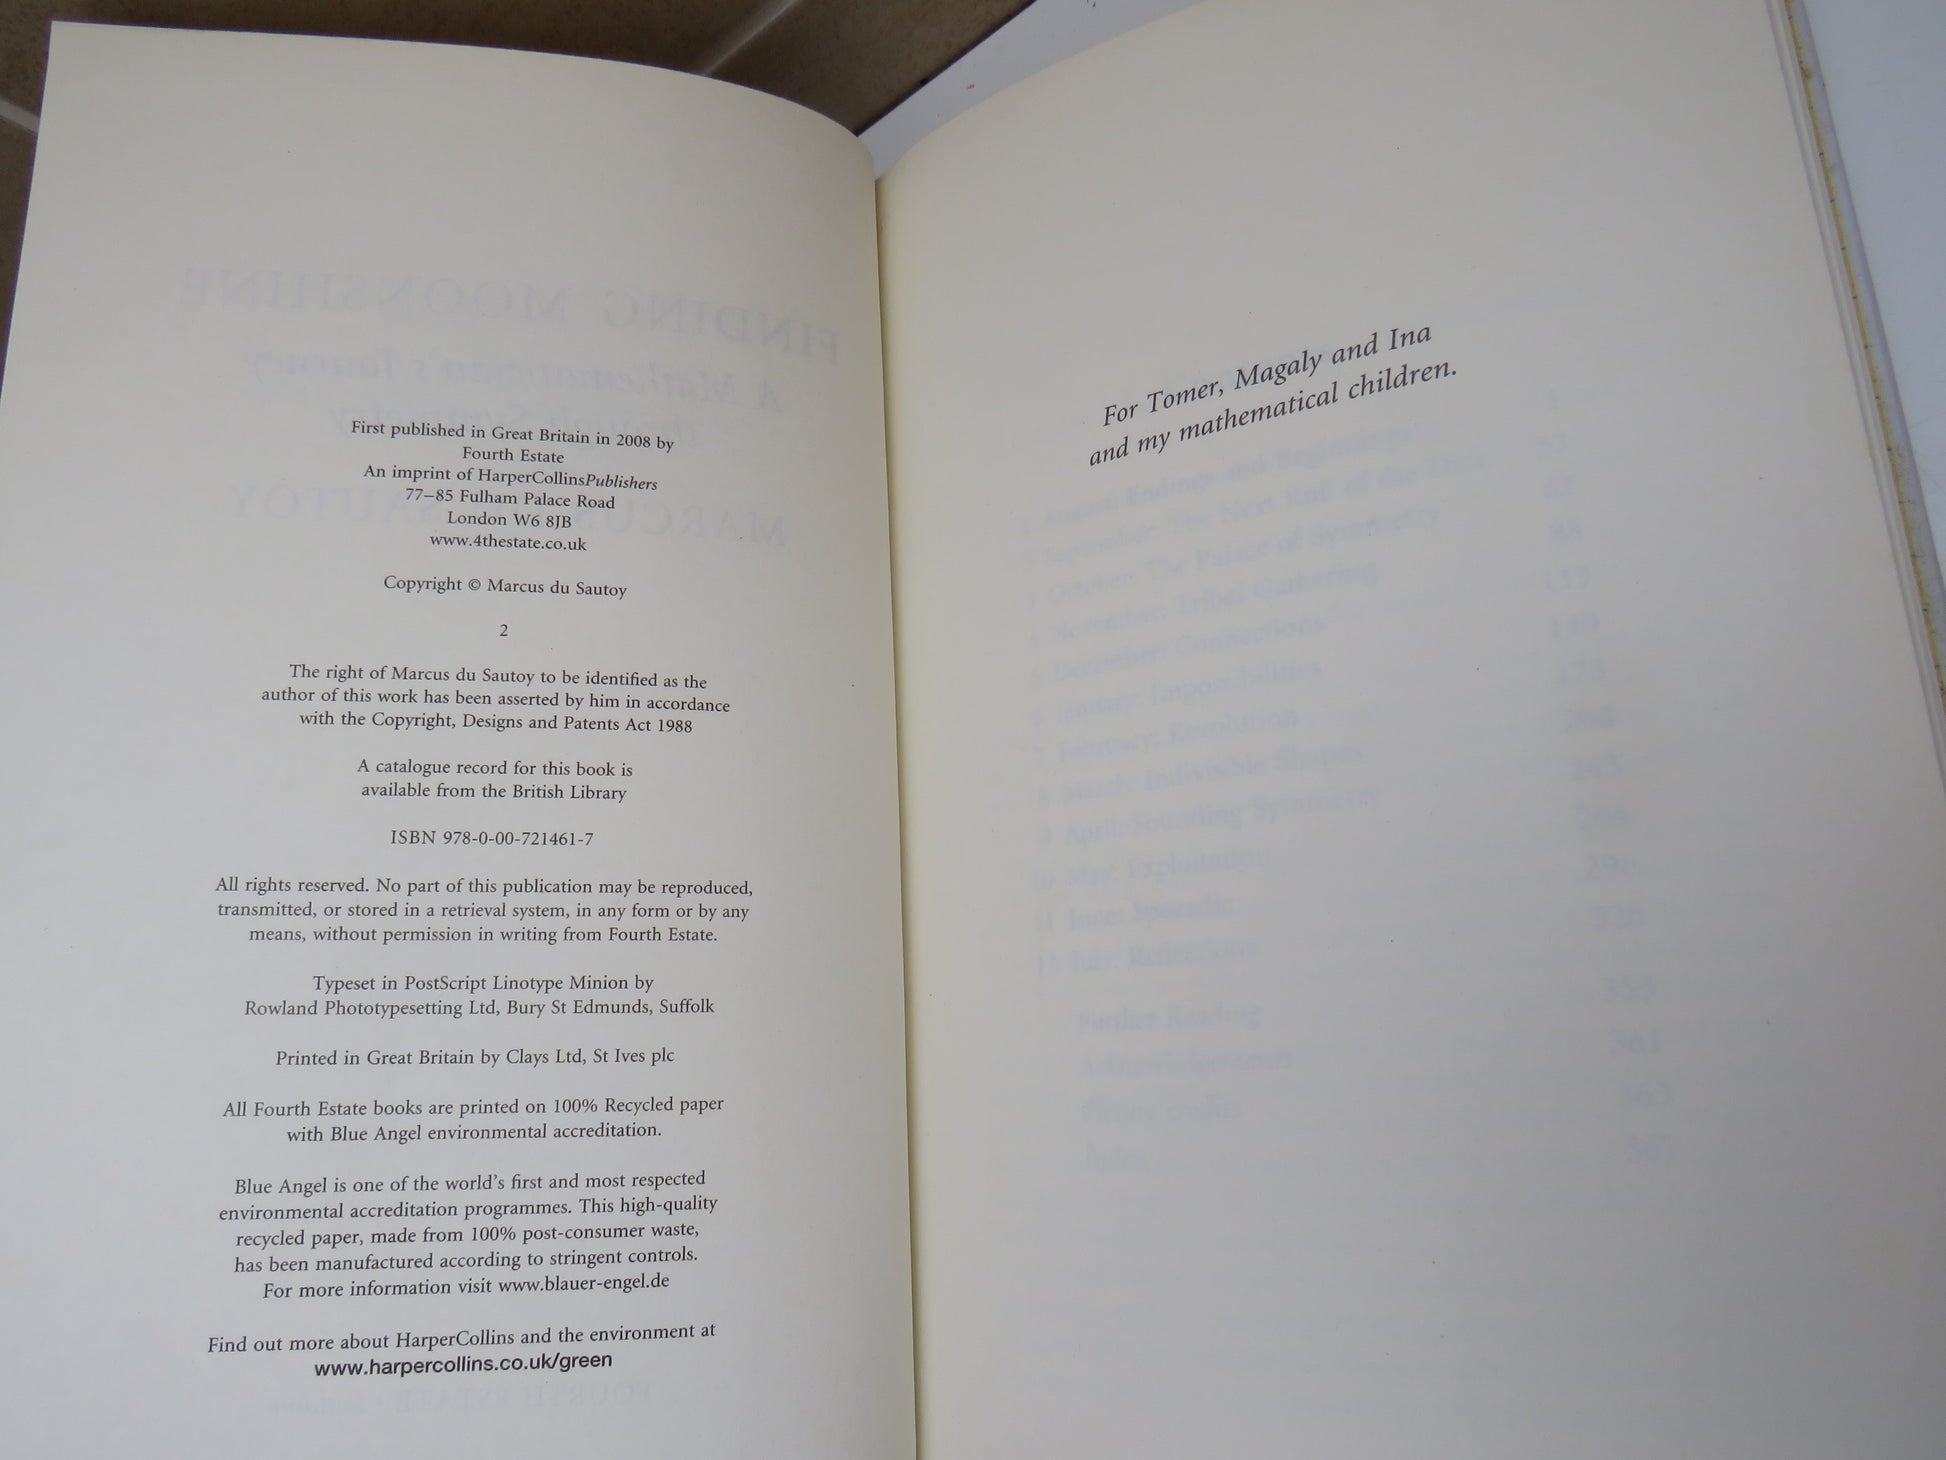 First published in Great Britain in 2008 by
Fourth Estate
An imprint of HarperCollinsPublishers
77–85 Fulham Palace Road
London W6 8JB
www.4thestate.co.uk
Copyright © Marcus du Sautoy
2
The right of Marcus du Sautoy to be identified as the
author of this work has been asserted by him in accordance
with the Copyright, Designs and Patents Act 1988
A catalogue record for this book is
available from the British Library
ISBN 978-0-00-721461-7
All rights reserved. No part of this publication may be reproduced,
transmitted, or stored in a retrieval system, in any form or by any
means, without permission in writing from Fourth Estate.
Typeset in PostScript Linotype Minion by
Rowland Phototypesetting Ltd, Bury St Edmunds, Suffolk
Printed in Great Britain by Clays Ltd, St Ives plc
All Fourth Estate books are printed on 100% Recycled paper
with Blue Angel environmental accreditation.
Blue Angel is one of the world's first and most respected
environmental accreditation programmes. This high-quality
recycled paper, made from 100% post-consumer waste,
has been manufactured according to stringent controls.
For more information visit www.blauer-engel.de
Find out more about HarperCollins and the environment at
www.harpercollins.co.uk/green
For Tomer, Magaly and Ina
and my mathematical children.